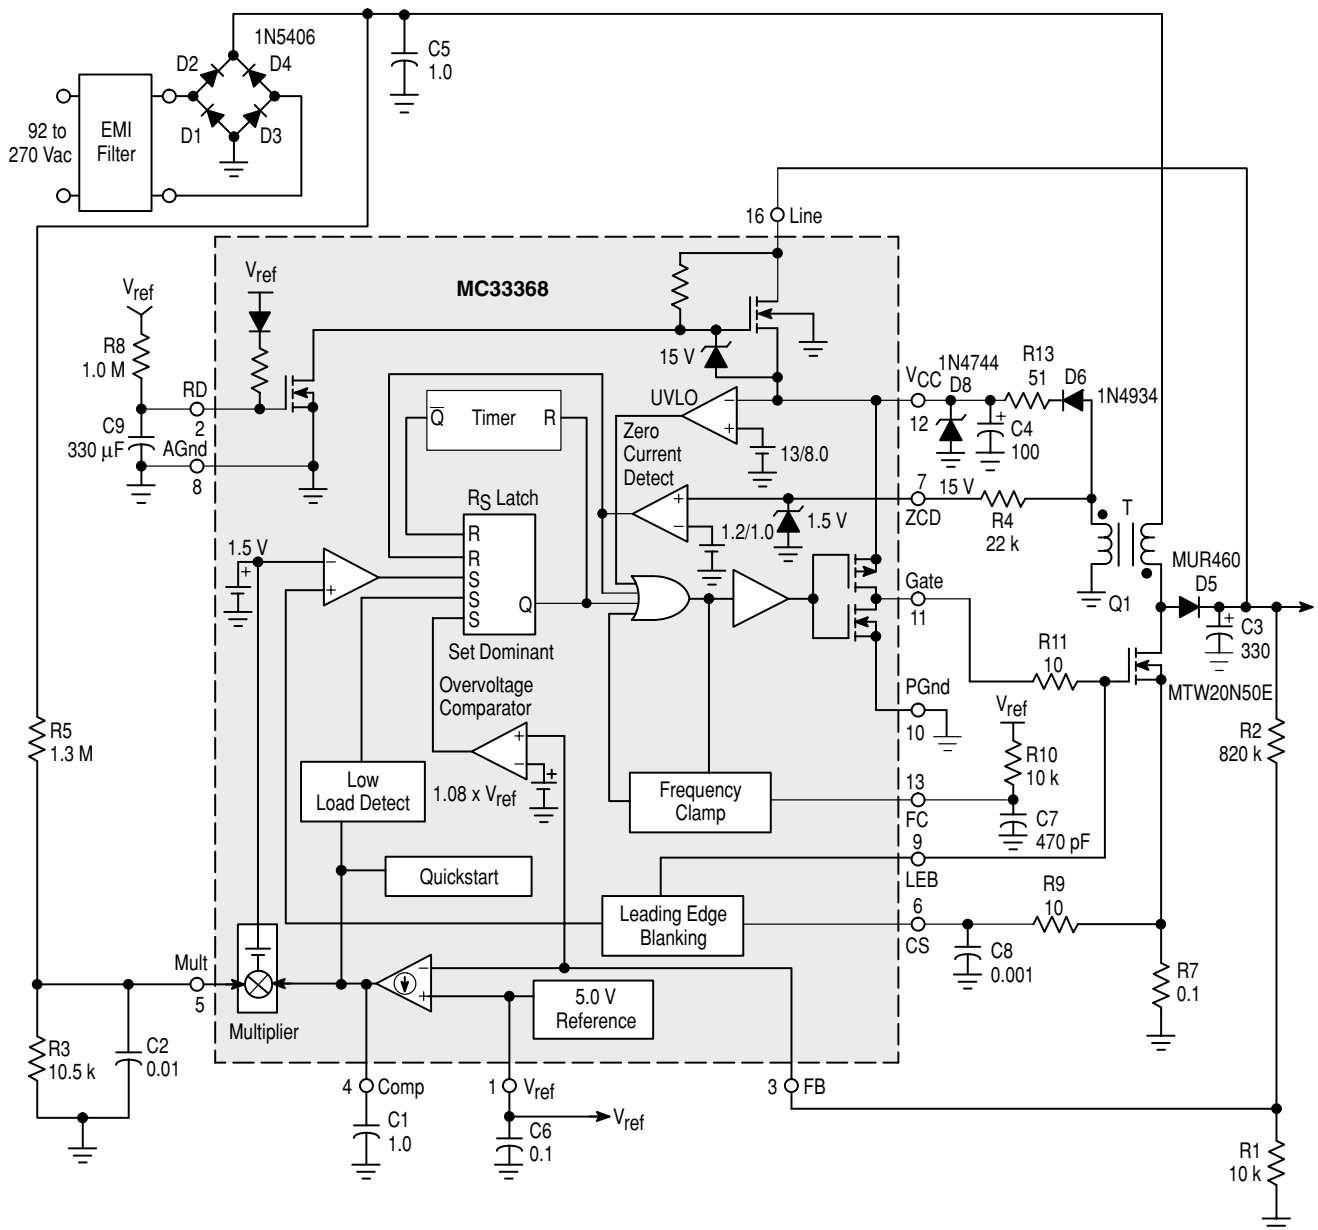 1N5406
D2
D4
C5
1.0
D1
D3
92 to
270 Vac
EMI
Filter
16
Line
MC33368
Vref
Vref
R8
1.0 M
RD
2
C9
330 µF
AGnd
8
15 V
UVLO
VCC
12
1N4744
D8
R13
51
D6
1N4934
C4
100
+
Q
Timer
R
Zero
Current
Detect
−
+
13/8.0
7
15 V
ZCD
R4
22 k
T
RS Latch
R
R
S
S
S
Q
Set Dominant
+
−
1.2/1.0
1.5 V
1.5 V
+
−
+
Gate
11
MUR460
D5
Q1
+
C3
330
R11
10
MTW20N50E
PGnd
10
Vref
R10
10 k
R2
820 k
Overvoltage
Comparator
+
−
+
1.08 x Vref
R5
1.3 M
Low
Load Detect
Frequency
Clamp
13
FC
C7
470 pF
9
LEB
Quickstart
Leading Edge
Blanking
6
CS
R9
10
C8
0.001
R7
0.1
Mult
5
Multiplier
−
+
5.0 V
Reference
R3
10.5 k
C2
0.01
4
Comp
1
Vref
3
FB
C1
1.0
C6
0.1
Vref
R1
10 k